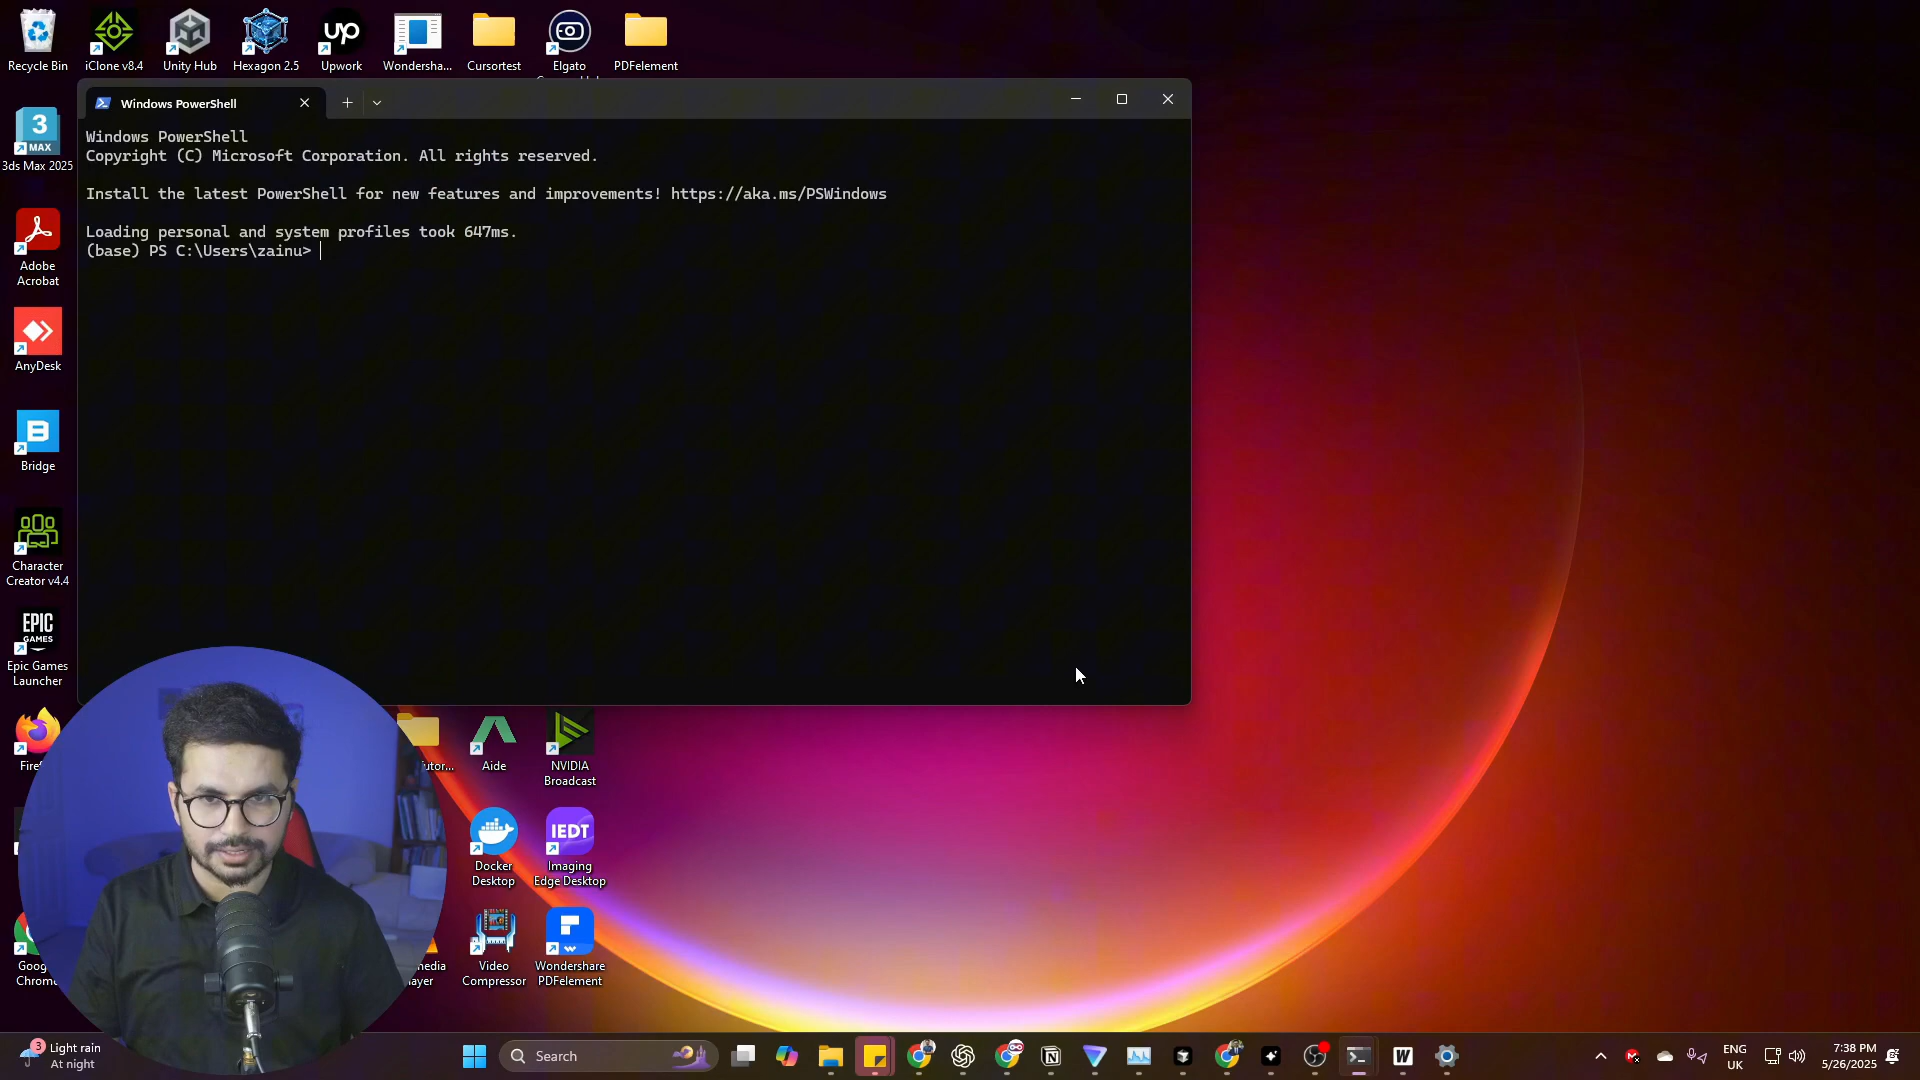 Recycle Bin
iClone v8.4
Unity Hub
Hexagon 2.5
up
Upwork
Wondersha...
Cursortest
Elgato
PDFelement
3
MAX
3ds Max 2025
Adobe
Acrobat
AnyDesk
B
Bridge
Character
Creator v4.4
EPIC
GAMES
Epic Games
Launcher
Windows PowerShell
Windows PowerShell
Copyright (C) Microsoft Corporation. All rights reserved.
Install the latest PowerShell for new features and improvements! https://aka.ms/PSWindows
Loading personal and system profiles took 647ms.
(base) PS C:\Users\zainu>
Aide
NVIDIA
Broadcast
Docker
Desktop
IEDT
Imaging
Edge Desktop
Video
Compressor
Wondershare
PDFelement
3
Light rain
At night
Search
ENG
UK
7:38 PM
5/26/2025